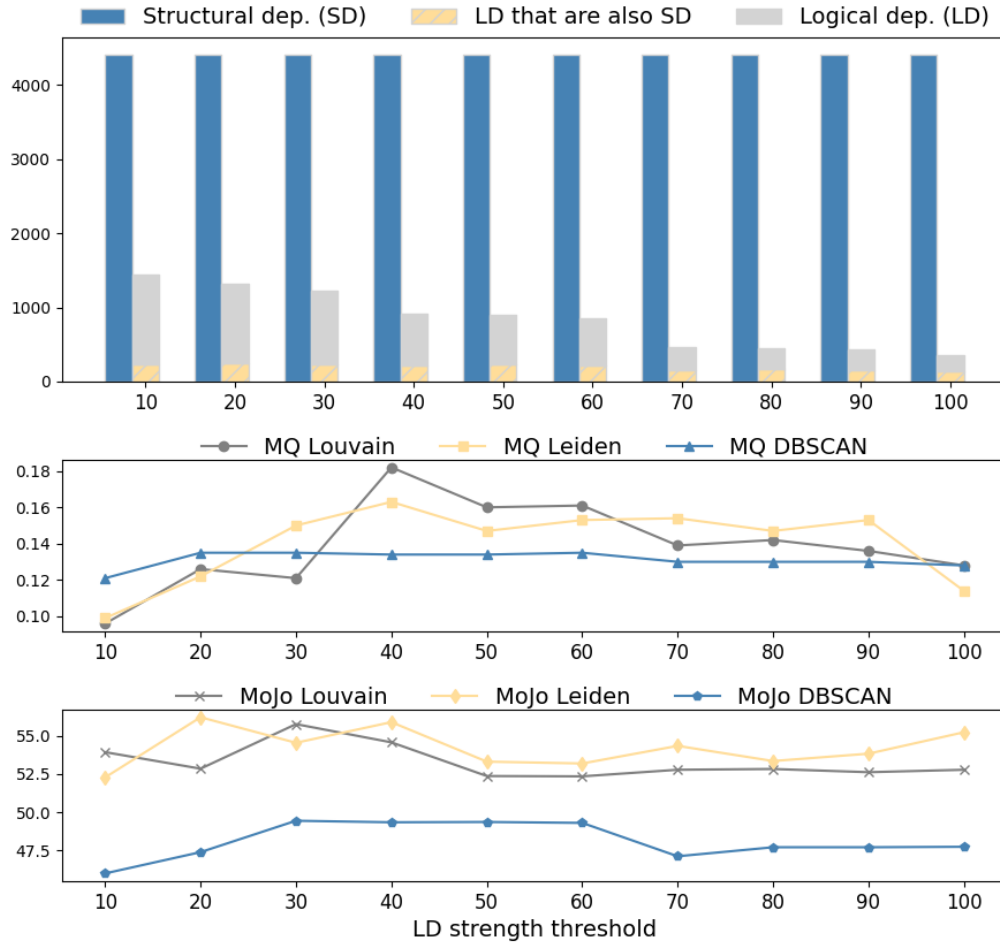 Structural dep. (SD) LD that are also SD Logical dep. (LD)
4000
3000
2000
1000
0
10 20 30 40 50 60 70 80 90 100
MQ Louvain MQ Leiden MQ DBSCAN
0.18
0.16
0.14
0.12
0.10
10 20 30 40 50 60 70 80 90 100
MoJo Louvain MoJo Leiden MoJo DBSCAN
55.0
52.5
50.0
47.5
10 20 30 40 50 60 70 80 90 100
LD strength threshold